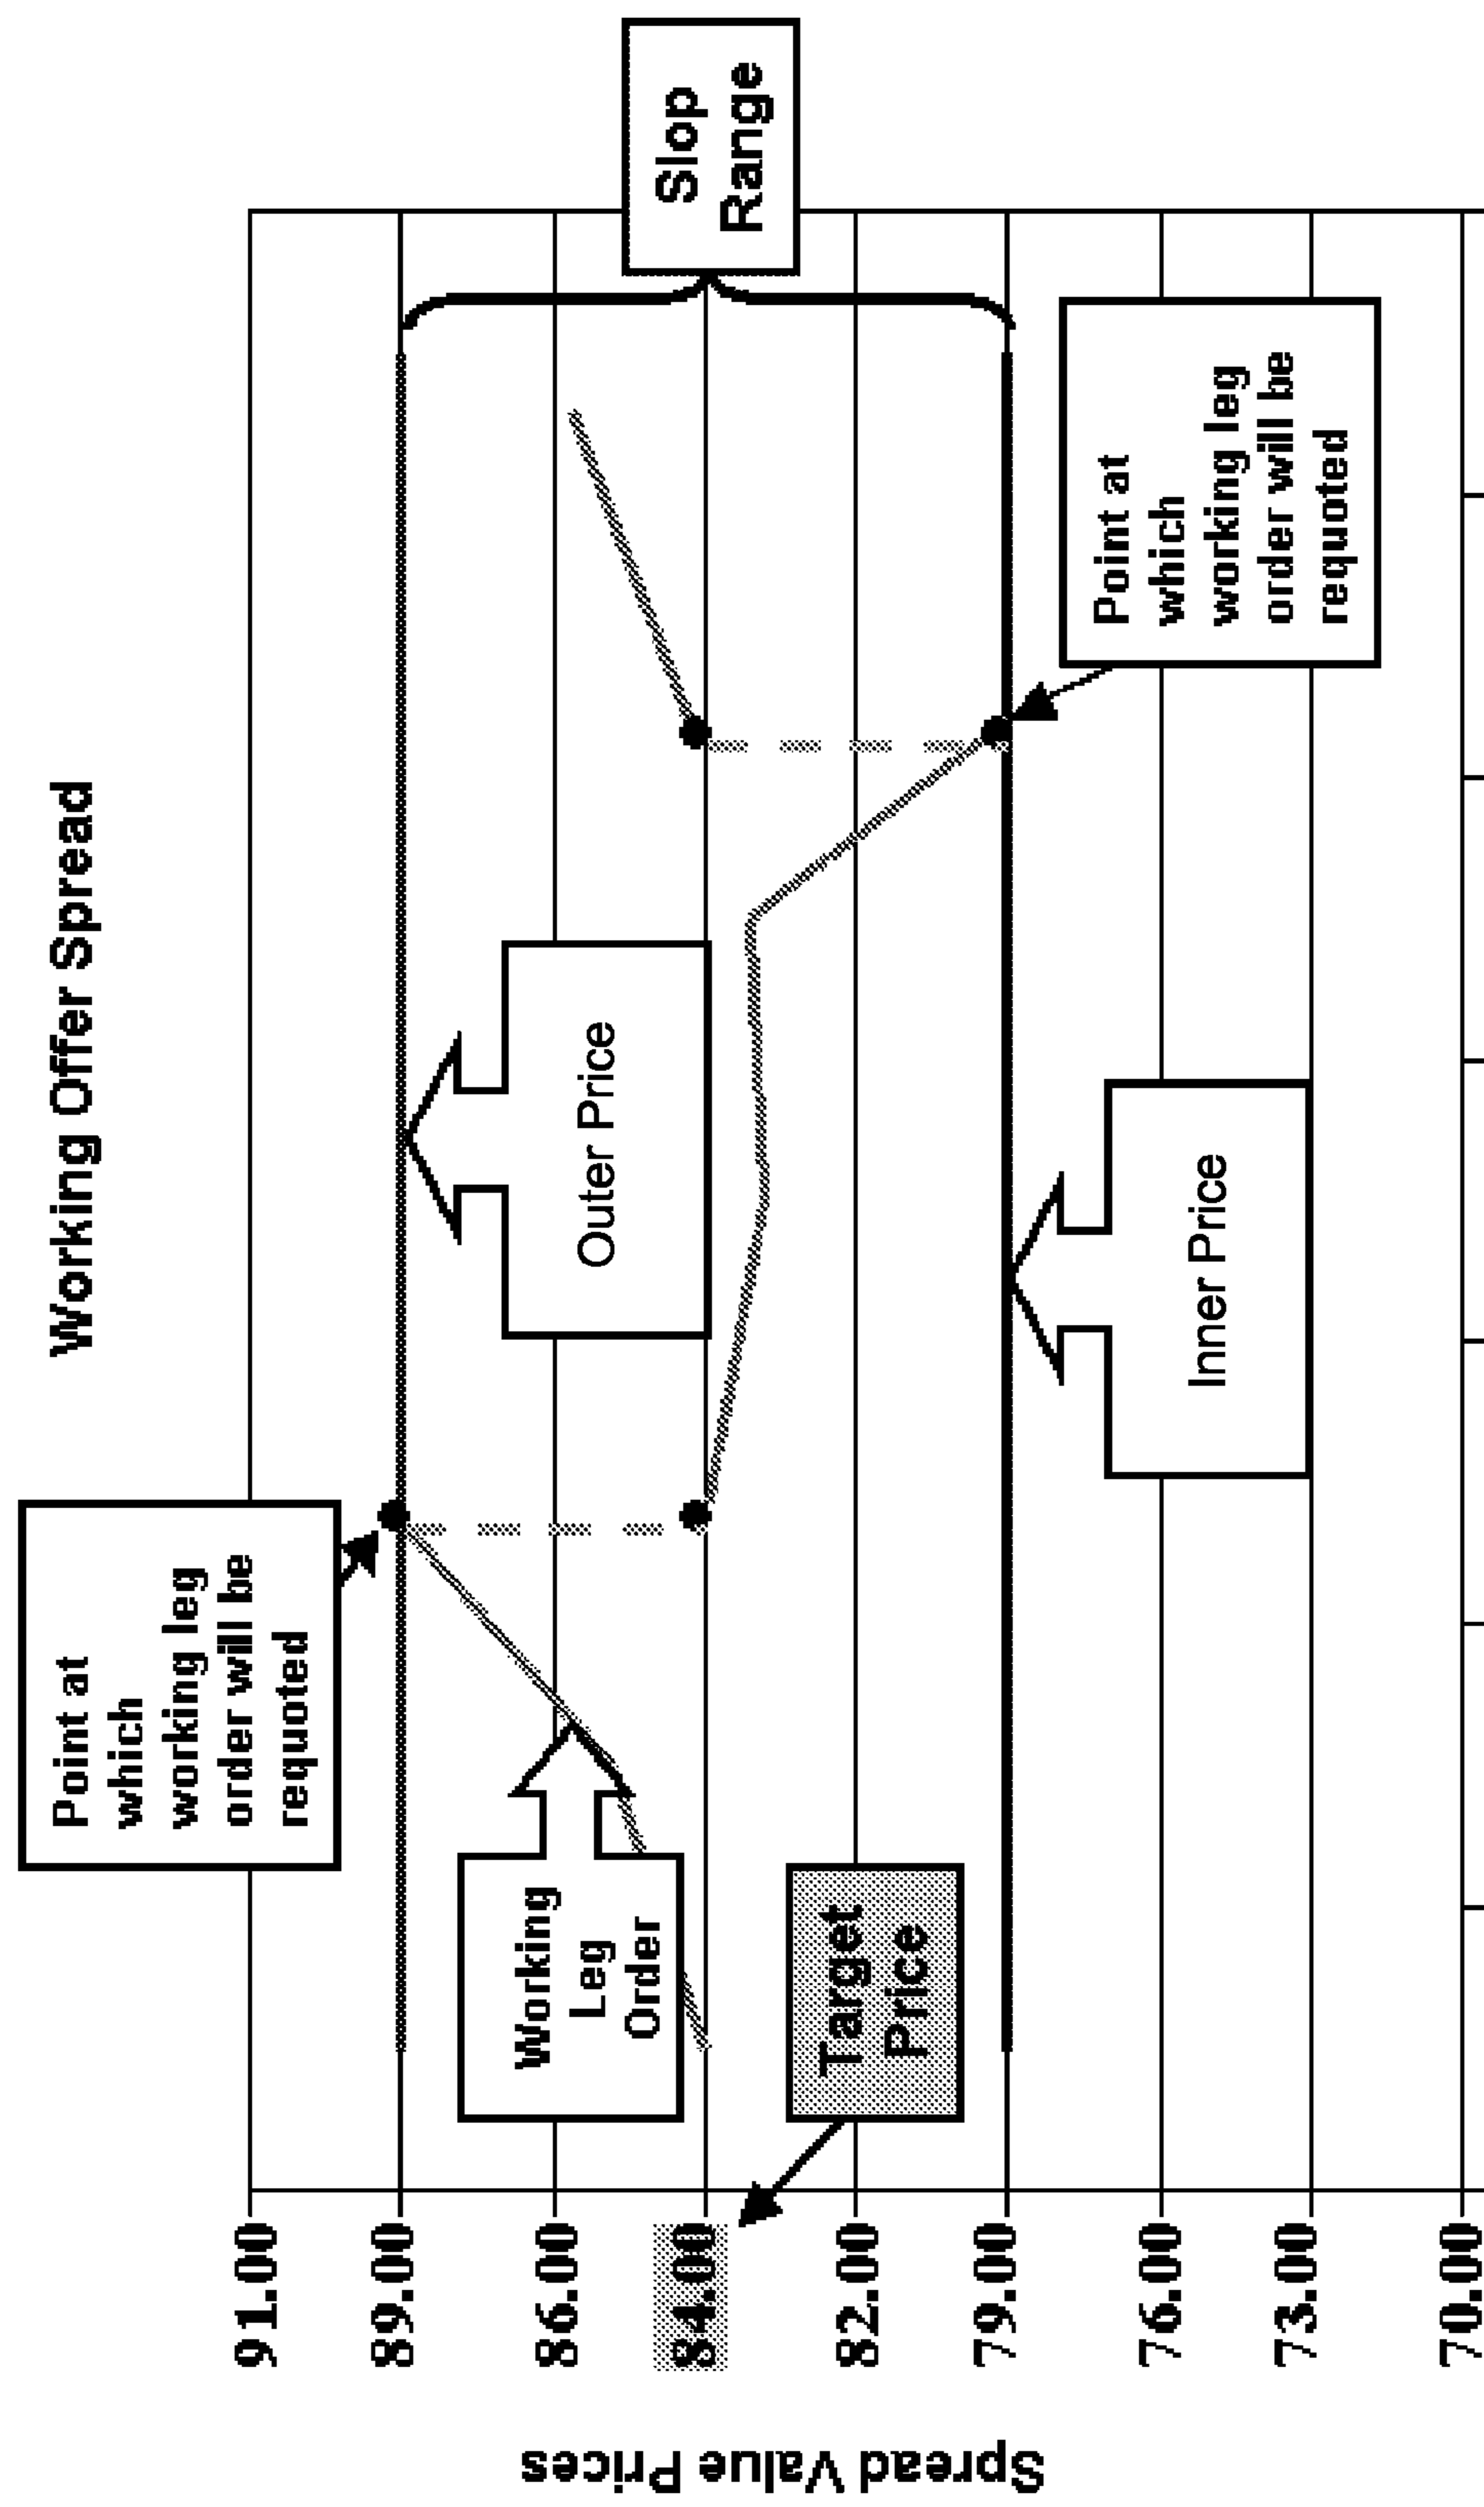 Working Offer Spread
Point at
which
working leg
order will be
requoted
Working
Leg
Order
Outer Price
Slop
Range
Target
Price
Inner Price
Point at
which
working leg
order will be
requoted
91.00
89.00
86.00
84.00
82.00
79.00
76.00
73.00
70.00
Spread Value Prices